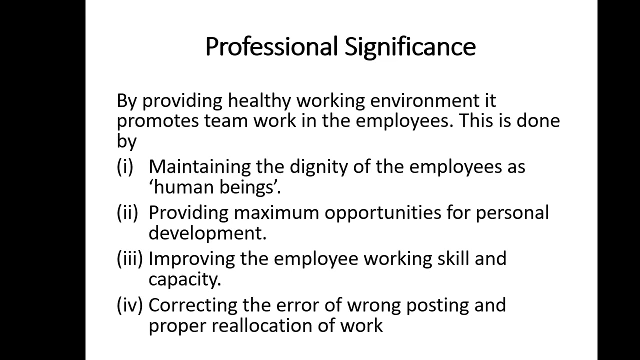 Professional Significance
By providing healthy working environment it
promotes team work in the employees. This is done
by
(i) Maintaining the dignity of the employees as
‘human beings’.
(ii) Providing maximum opportunities for personal
development.
(iii) Improving the employee working skill and
capacity.
(iv) Correcting the error of wrong posting and
proper reallocation of work